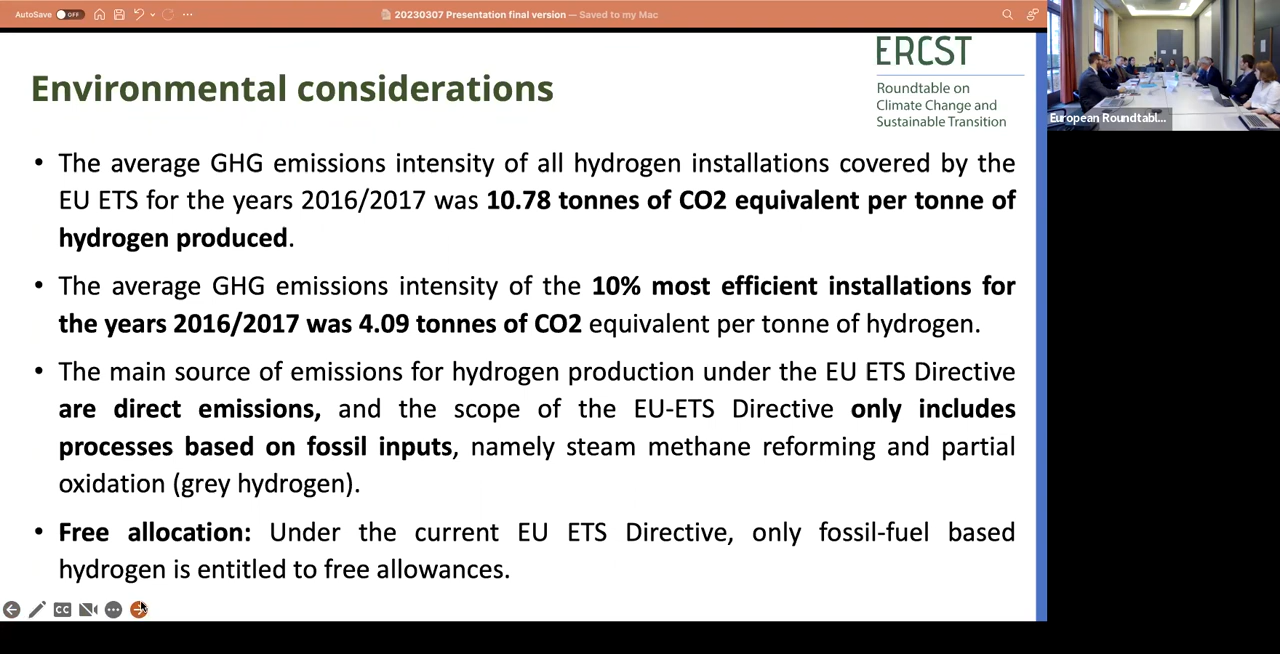 AutoSave OFF
20230307 Presentation final version — Saved to my Mac
ERCST
Roundtable on
Climate Change and
Sustainable Transition
European Roundtabl...
Environmental considerations
• The average GHG emissions intensity of all hydrogen installations covered by the
EU ETS for the years 2016/2017 was 10.78 tonnes of CO2 equivalent per tonne of
hydrogen produced.
• The average GHG emissions intensity of the 10% most efficient installations for
the years 2016/2017 was 4.09 tonnes of CO2 equivalent per tonne of hydrogen.
• The main source of emissions for hydrogen production under the EU ETS Directive
are direct emissions, and the scope of the EU-ETS Directive only includes
processes based on fossil inputs, namely steam methane reforming and partial
oxidation (grey hydrogen).
• Free allocation: Under the current EU ETS Directive, only fossil-fuel based
hydrogen is entitled to free allowances.
CC